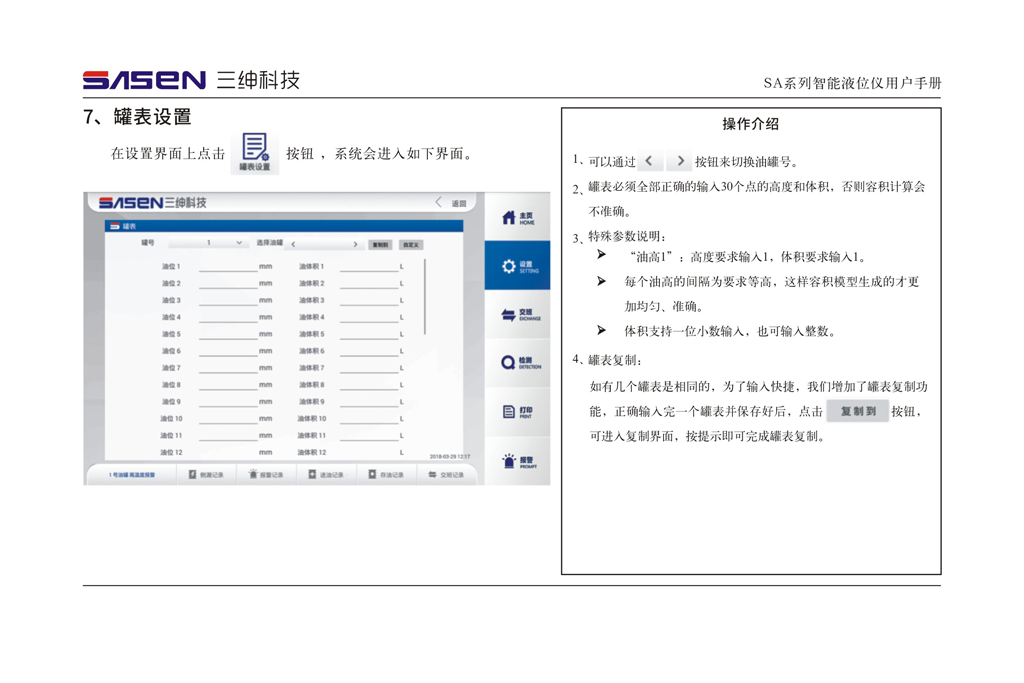 SASEN 三绅科技
SA系列智能液位仪用户手册
7、罐表设置
在设置界面上点击 罐表设置 按钮 ，系统会进入如下界面。
SASEN三绅科技
返回
罐表
罐号 1 选择油罐 复制到 自定义
油位 1 mm 油体积 1 L
油位 2 mm 油体积 2 L
油位 3 mm 油体积 3 L
油位 4 mm 油体积 4 L
油位 5 mm 油体积 5 L
油位 6 mm 油体积 6 L
油位 7 mm 油体积 7 L
油位 8 mm 油体积 8 L
油位 9 mm 油体积 9 L
油位 10 mm 油体积 10 L
油位 11 mm 油体积 11 L
油位 12 mm 油体积 12 L
2018-03-29 12:17
1 号油罐 高温度报警
侧漏记录
报警记录
进油记录
存油记录
交班记录
主页
HOME
设置
SETTING
交班
EXCHANGE
检测
DETECTION
打印
PRINT
报警
PROMPT
操作介绍
1、可以通过 < > 按钮来切换油罐号。
2、罐表必须全部正确的输入30个点的高度和体积，否则容积计算会
不准确。
3、特殊参数说明：
➢ “油高1”：高度要求输入1，体积要求输入1。
➢ 每个油高的间隔为要求等高，这样容积模型生成的才更
加均匀、准确。
➢ 体积支持一位小数输入，也可输入整数。
4、罐表复制：
如有几个罐表是相同的，为了输入快捷，我们增加了罐表复制功
能，正确输入完一个罐表并保存好后，点击 复制到 按钮，
可进入复制界面，按提示即可完成罐表复制。